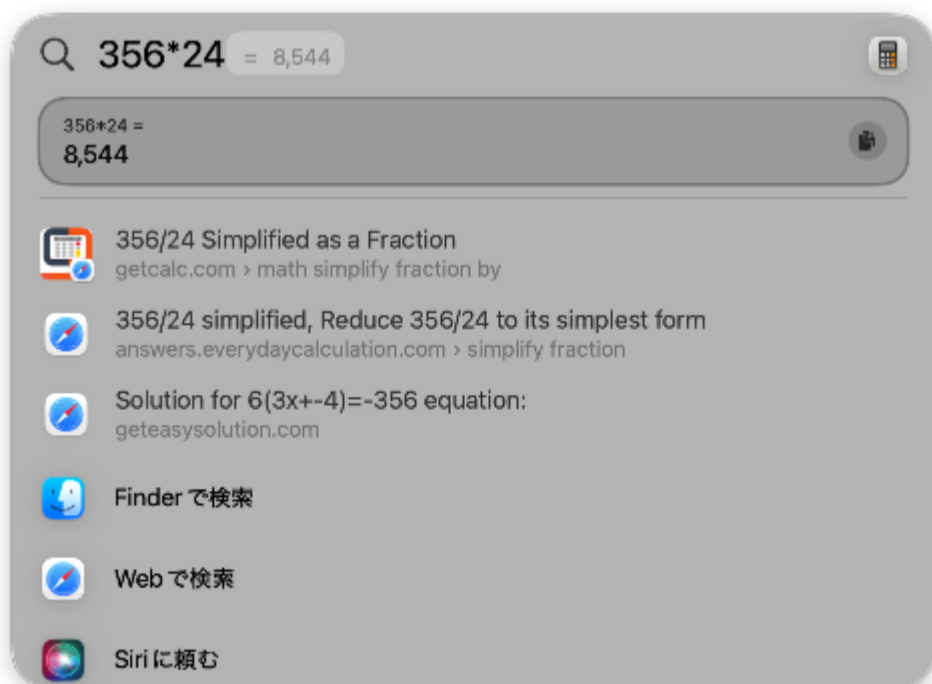 356*24 = 8,544
356*24 =
8,544
356/24 Simplified as a Fraction
getcalc.com › math simplify fraction by
356/24 simplified, Reduce 356/24 to its simplest form
answers.everydaycalculation.com › simplify fraction
Solution for 6(3x+-4)=-356 equation:
geteasysolution.com
Finder で検索
Web で検索
Siri に頼む